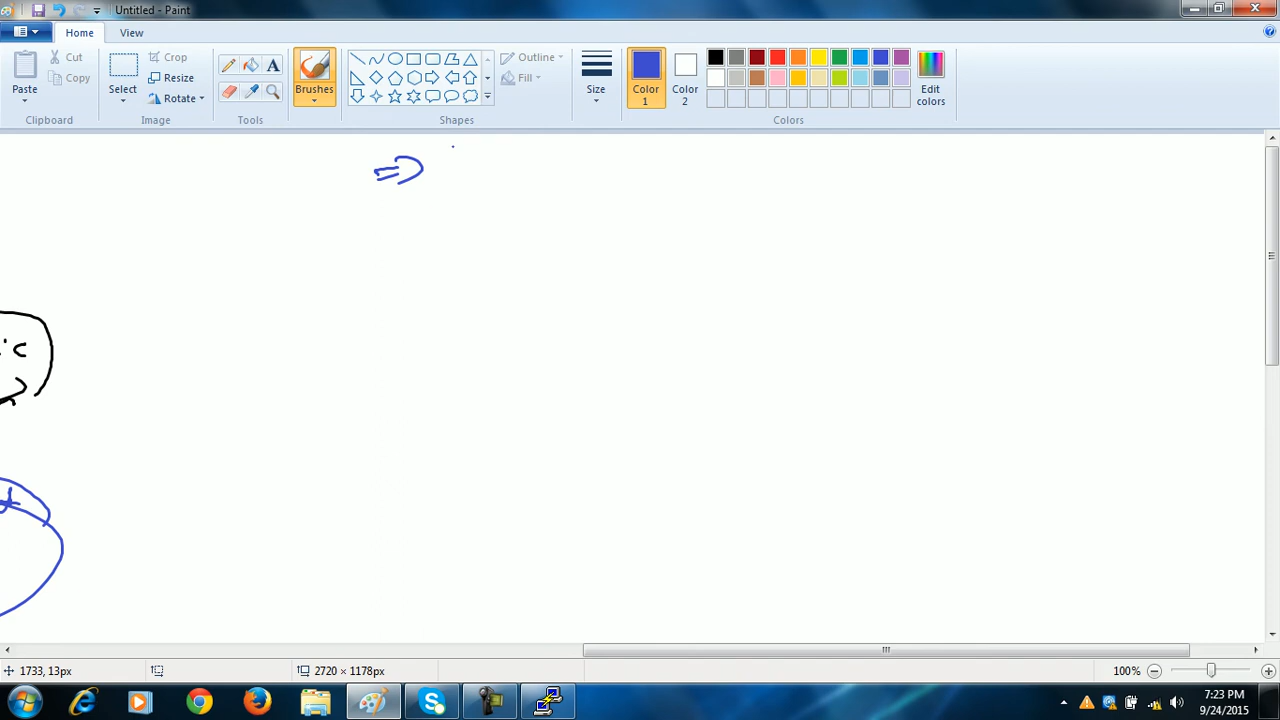 Untitled - Paint
Home View
Paste
Cut
Copy
Clipboard
Select
Crop
Resize
Rotate
Image
A
Tools
Brushes
Outline
Fill
Shapes
Size
Color 1
Color 2
Edit colors
Colors
1733, 13px
2720 × 1178px
100%
7:23 PM
9/24/2015